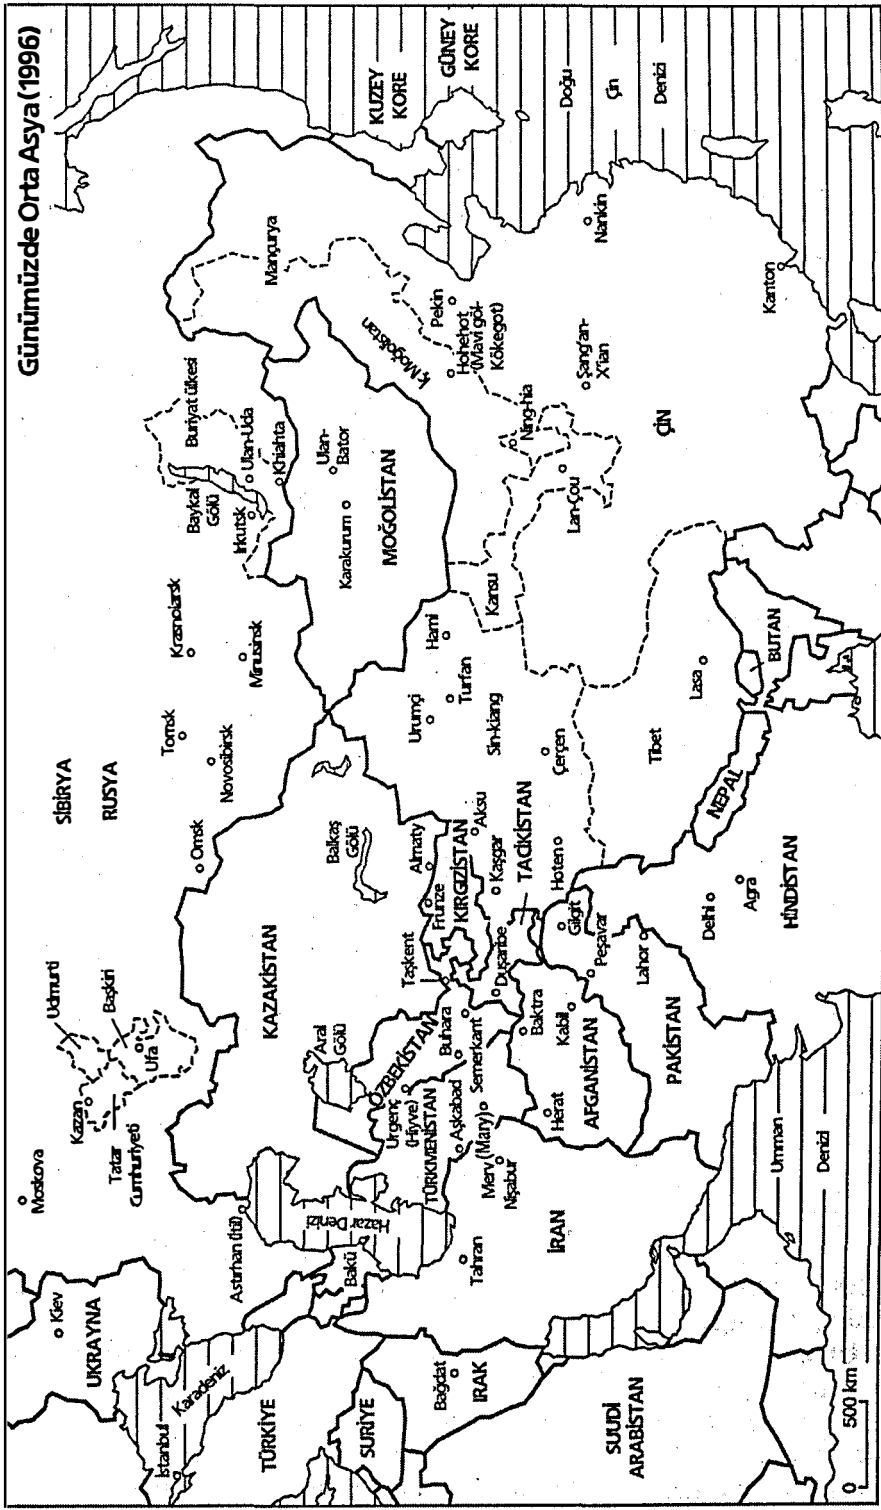 Günümüzde Orta Asya (1996)
Moskova
Kiev
UKRAYNA
Kazan
Tatar
Cumhuriyeti
Udmurti
Başkiri
Ufa
SİBİRYA
RUSYA
Omsk
Tomsk
Novosibirsk
Krasnolarsk
Minusinsk
Baykal
Gölü
Irkutsk
Buriyat ülkesi
Ulan-Uda
Khiahta
Mançurya
İstanbul
Karadeniz
TÜRKİYE
Astırhan (İtil)
Hazar Denizi
Bakü
KAZAKİSTAN
Aral
Gölü
Balkaş
Gölü
Ulan-
Bator
Karakurum
MOĞOLİSTAN
İç Moğolistan
KUZEY
KORE
GÜNEY
KORE
SURİYE
Bağdat
IRAK
Tahran
ÖZBEKİSTAN
Urgenç
(Hiyve)
TÜRKMENİSTAN
Aşkabad
Merv (Mary)
Nişabur
Buhara
Semerkant
Taşkent
Frunze
Almaty
KIRGIZİSTAN
Aksu
Kaşgar
Duşanbe
TACİKİSTAN
Urumçi
Turfan
Hami
Sin-kiang
Çerçen
Hoten
Kansu
Ning-hia
Lan-Çou
Hohehot
(Mavi göl-
Kökegot)
Pekin
Şang'an-
X'ian
Nankin
Doğu
Çin
Denizi
İRAN
Herat
Baktra
Kabil
AFGANİSTAN
Gilgit
Peşavar
Lahor
PAKİSTAN
Tibet
Lasa
ÇİN
Kanton
SUUDİ
ARABİSTAN
Umman
Denizi
Delhi
Agra
HİNDİSTAN
NEPAL
BUTAN
0
500 km